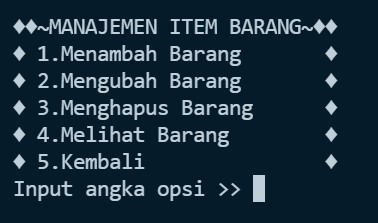 ♦♦~MANAJEMEN ITEM BARANG~♦♦
♦ 1.Menambah Barang ♦
♦ 2.Mengubah Barang ♦
♦ 3.Menghapus Barang ♦
♦ 4.Melihat Barang ♦
♦ 5.Kembali ♦
Input angka opsi >>